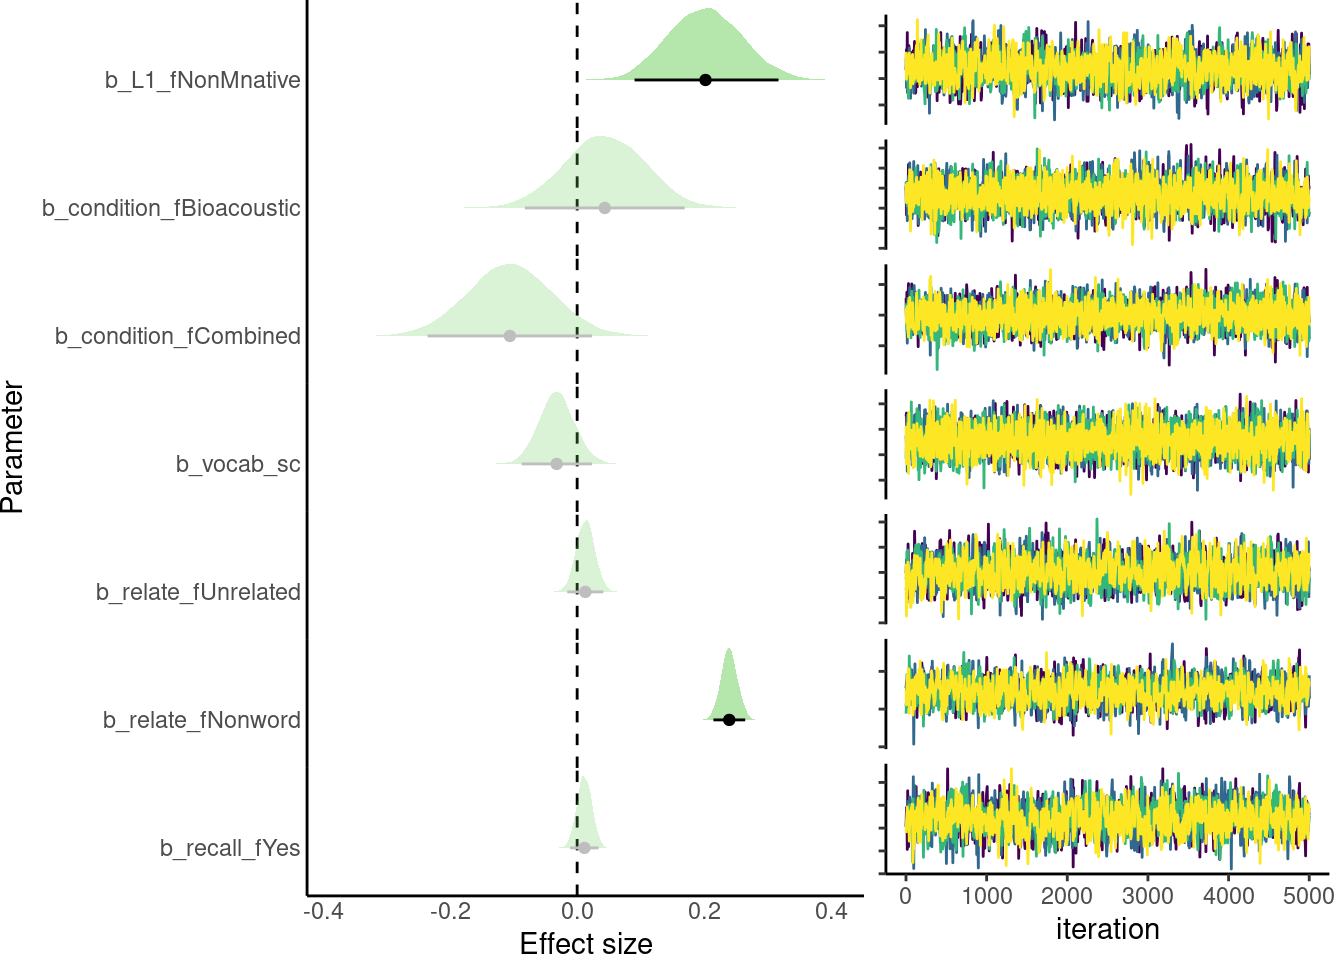 Parameter
b_L1_fNonMnative
b_condition_fBioacoustic
b_condition_fCombined
b_vocab_sc
b_relate_fUnrelated
b_relate_fNonword
b_recall_fYes
-0.4 -0.2 0.0 0.2 0.4
Effect size
0 1000 2000 3000 4000 5000
iteration